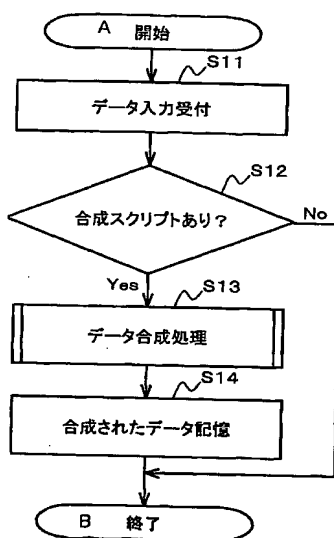 A 開始
S11
データ入力受付
S12
合成スクリプトあり?
No
Yes
S13
データ合成処理
S14
合成されたデータ記憶
B 終了